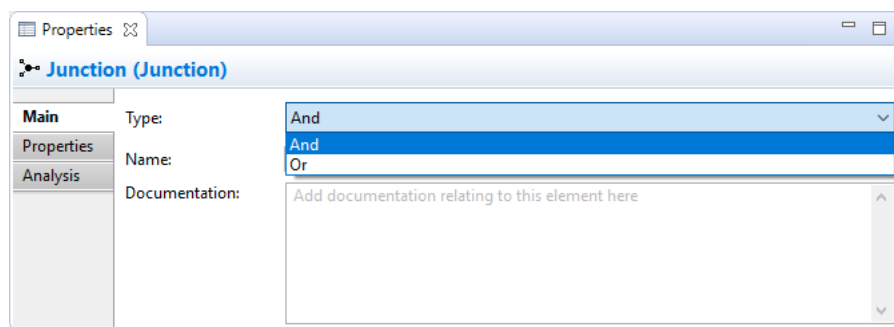 Properties
Junction (Junction)
Main
Type:
And
Properties
And
Name:
Or
Analysis
Documentation:
Add documentation relating to this element here